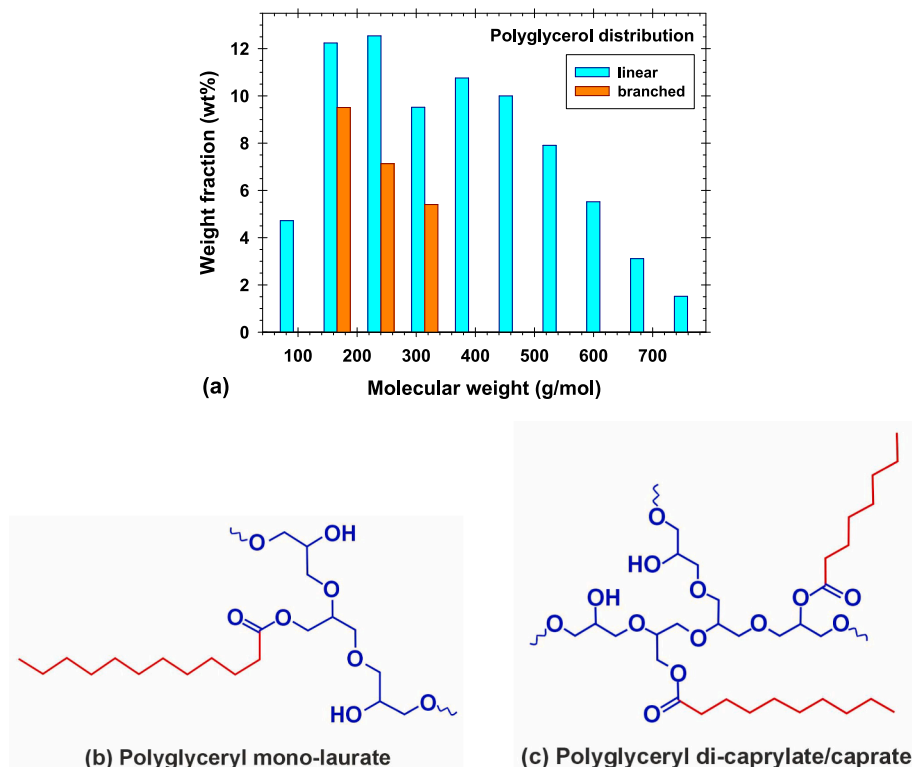 Polyglycerol distribution
linear
branched
Weight fraction (wt%)
12
10
8
6
4
2
0
100 200 300 400 500 600 700
Molecular weight (g/mol)
(a)
O OH
O
O O
O
HO O
(b) Polyglyceryl mono-laurate
O
HO
O O O
OH
O O O O O
O
O
(c) Polyglyceryl di-caprylate/caprate